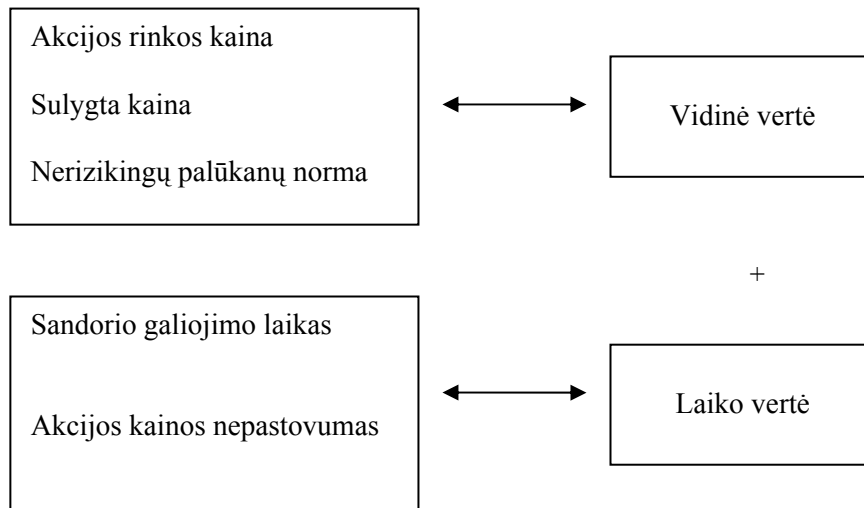 Akcijos rinkos kaina
Sulygta kaina
Nerizikingų palūkanų norma
Vidinė vertė
+
Sandorio galiojimo laikas
Akcijos kainos nepastovumas
Laiko vertė